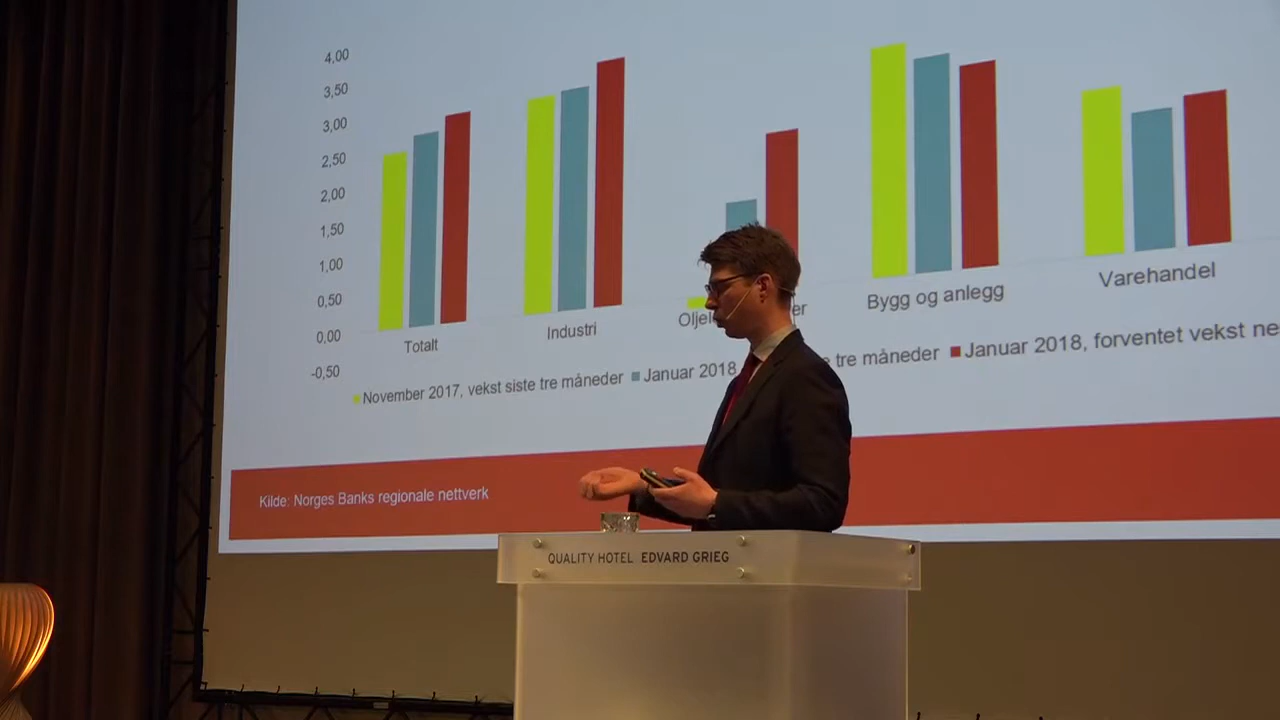 4,00
3,50
3,00
2,50
2,00
1,50
1,00
0,50
0,00
-0,50
Totalt
Industri
Bygg og anlegg
Varehandel
November 2017, vekst siste tre måneder
Januar 2018
tre måneder
Januar 2018, forventet vekst
Kilde: Norges Banks regionale nettverk
QUALITY HOTEL EDVARD GRIEG